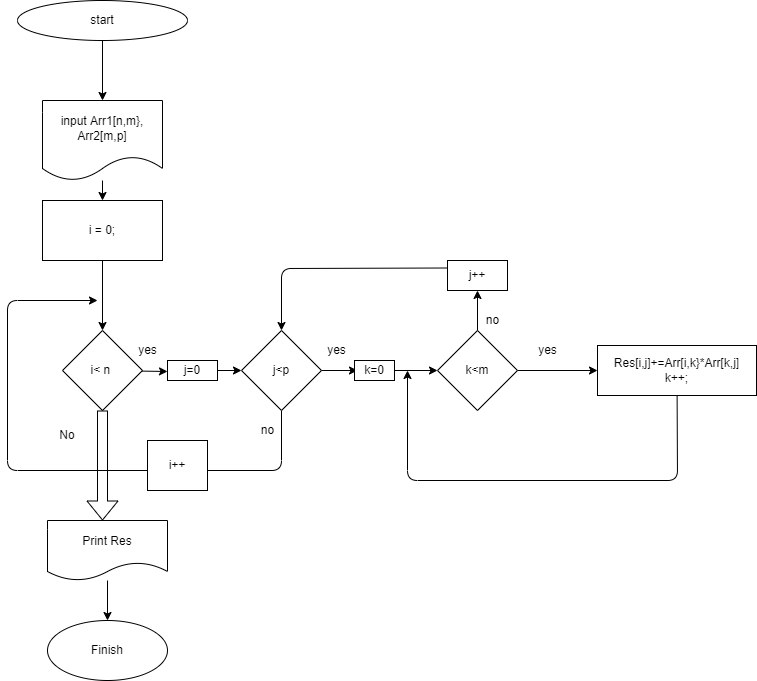 start
input Arr1[n,m},
Arr2[m,p]
i = 0;
j++
no
i< n
yes
j=0
j<p
yes
k=0
k<m
yes
Res[i,j]+=Arr[i,k}*Arr[k,j]
k++;
No
no
i++
Print Res
Finish